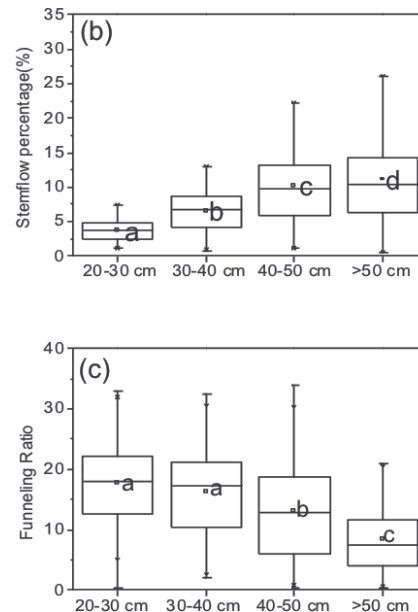 (b)
Stemflow percentage(%)
35
30
25
20
15
10
5
0
a
b
c
d
20-30 cm 30-40 cm 40-50 cm >50 cm
(c)
Funneling Ratio
40
30
20
10
0
a
a
b
c
20-30 cm 30-40 cm 40-50 cm >50 cm